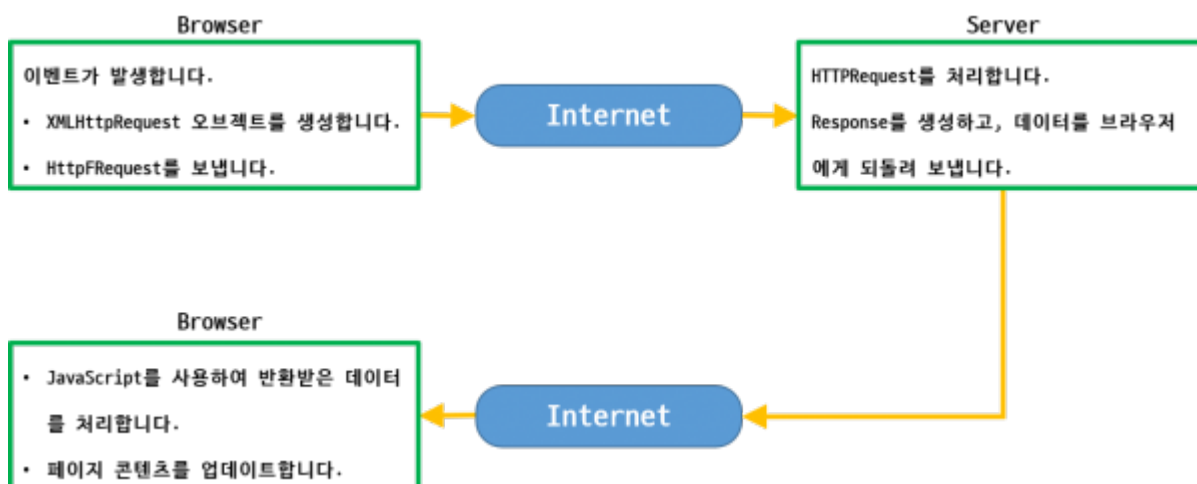 Browser
이벤트가 발생합니다.
• XMLHttpRequest 오브젝트를 생성합니다.
• HttpFRequest를 보냅니다.
Internet
Server
HTTPRequest를 처리합니다.
Response를 생성하고, 데이터를 브라우저
에게 되돌려 보냅니다.
Browser
• JavaScript를 사용하여 반환받은 데이터
를 처리합니다.
• 페이지 콘텐츠를 업데이트합니다.
Internet